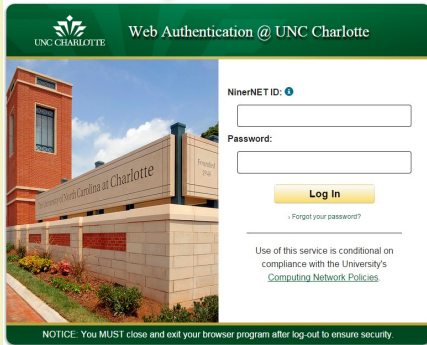 UNC CHARLOTTE
Web Authentication @ UNC Charlotte
NinerNET ID:
Password:
Log In
› Forgot your password?
Use of this service is conditional on
compliance with the University's
Computing Network Policies.
University of North Carolina at Charlotte
Founded
1946
NOTICE: You MUST close and exit your browser program after log-out to ensure security.